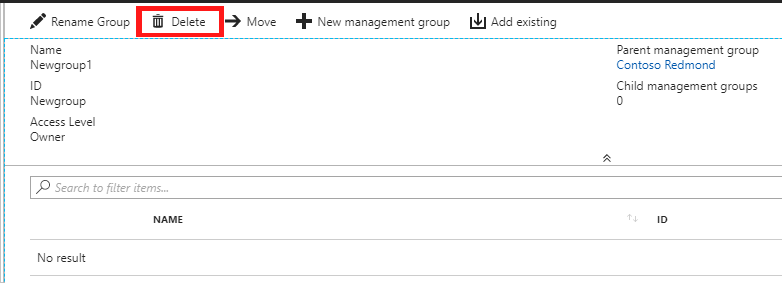 Rename Group Delete Move New management group Add existing
Name Parent management group
Newgroup1 Contoso Redmond
ID Child management groups
Newgroup 0
Access Level
Owner
Search to filter items...
NAME ID
No result